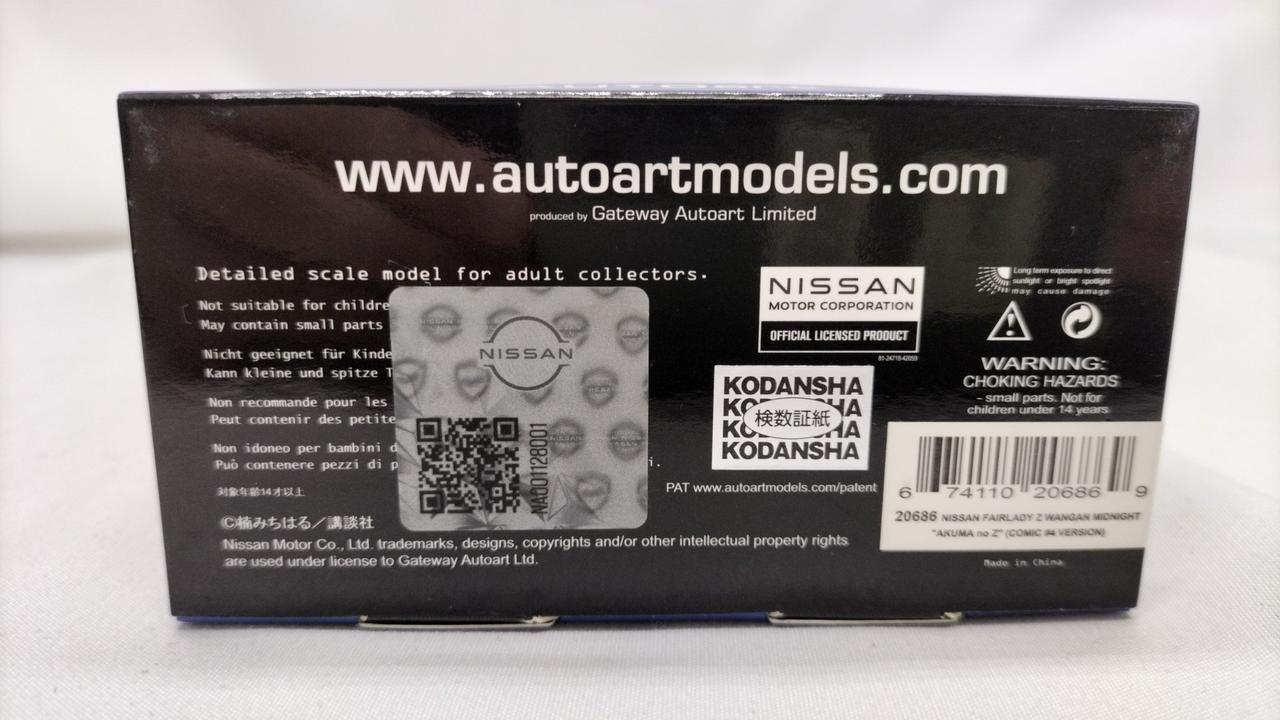 www.autoartmodels.com
produced by Gateway Autoart Limited
Detailed scale model for adult collectors.
Not suitable for childre
May contain small parts
Nicht geeignet für Kinde
Kann kleine und spitze T
Non recommande pour les
Peut contenir des petite
Non idoneo per bambini d
Può contenere pezzi di p
i.
対象年齢14才以上
©楠みちはる／講談社
Nissan Motor Co., Ltd. trademarks, designs, copyrights and/or other intellectual property rights
are used under license to Gateway Autoart Ltd.
NISSAN
NA001128001
NISSAN
MOTOR CORPORATION
OFFICIAL LICENSED PRODUCT
81-24719-42059
KODANSHA
検数証紙
KODANSHA
PAT www.autoartmodels.com/patent
Long term exposure to direct
sunlight or bright spotlight
may cause damage
WARNING:
CHOKING HAZARDS
- small parts. Not for
children under 14 years
6 74110 20686 9
20686 NISSAN FAIRLADY Z WANGAN MIDNIGHT
"AKUMA no Z" (COMIC #4 VERSION)
Made in China